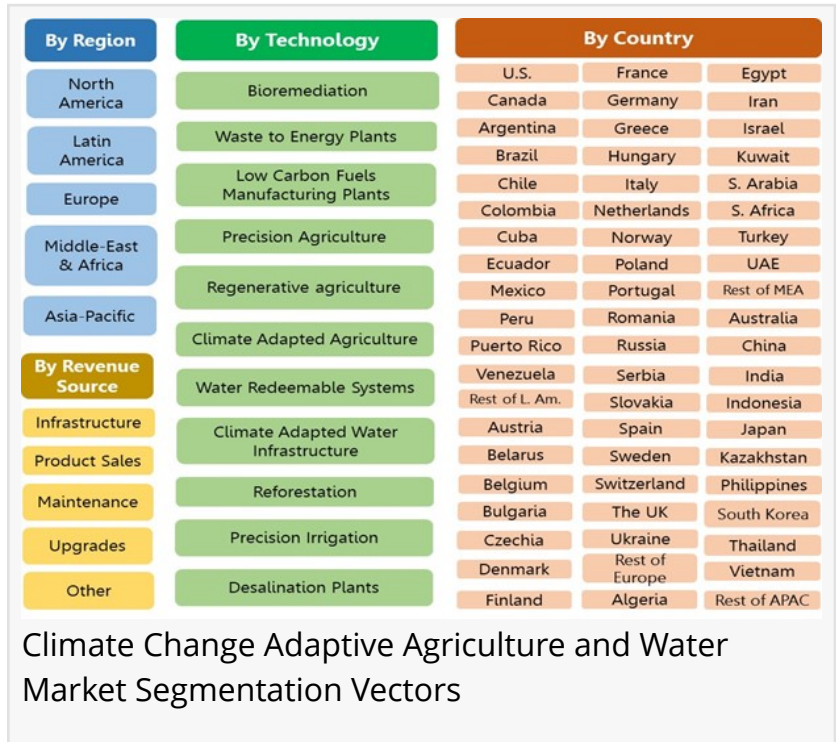 By Region
North
America
Latin
America
Europe
Middle-East
& Africa
Asia-Pacific
By Revenue
Source
Infrastructure
Product Sales
Maintenance
Upgrades
Other
By Technology
Bioremediation
Waste to Energy Plants
Low Carbon Fuels
Manufacturing Plants
Precision Agriculture
Regenerative agriculture
Climate Adapted Agriculture
Water Redeemable Systems
Climate Adapted Water
Infrastructure
Reforestation
Precision Irrigation
Desalination Plants
By Country
U.S.
Canada
Argentina
Brazil
Chile
Colombia
Cuba
Ecuador
Mexico
Peru
Puerto Rico
Venezuela
Rest of L. Am.
Austria
Belarus
Belgium
Bulgaria
Czechia
Denmark
Finland
France
Germany
Greece
Hungary
Italy
Netherlands
Norway
Poland
Portugal
Romania
Russia
Serbia
Slovakia
Spain
Sweden
Switzerland
The UK
Ukraine
Rest of
Europe
Algeria
Egypt
Iran
Israel
Kuwait
S. Arabia
S. Africa
Turkey
UAE
Rest of MEA
Australia
China
India
Indonesia
Japan
Kazakhstan
Philippines
South Korea
Thailand
Vietnam
Rest of APAC
Climate Change Adaptive Agriculture and Water
Market Segmentation Vectors